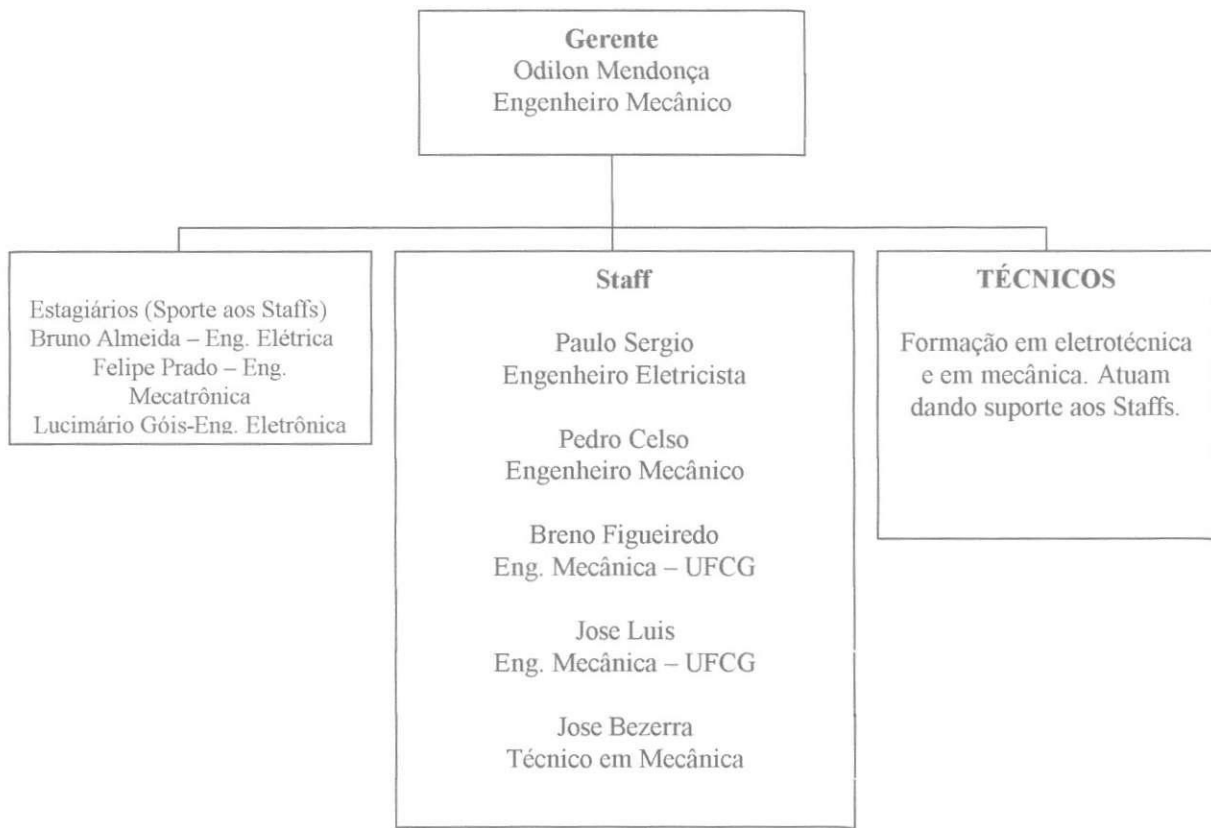 Gerente
Odilon Mendonça
Engenheiro Mecânico
Estagiários (Sporte aos Staffs)
Bruno Almeida – Eng. Elétrica
Felipe Prado – Eng.
Mecatrônica
Lucimário Góis-Eng. Eletrônica
Staff
Paulo Sergio
Engenheiro Eletricista
Pedro Celso
Engenheiro Mecânico
Breno Figueiredo
Eng. Mecânica – UFCG
Jose Luis
Eng. Mecânica – UFCG
Jose Bezerra
Técnico em Mecânica
TÉCNICOS
Formação em eletrotécnica
e em mecânica. Atuam
dando suporte aos Staffs.